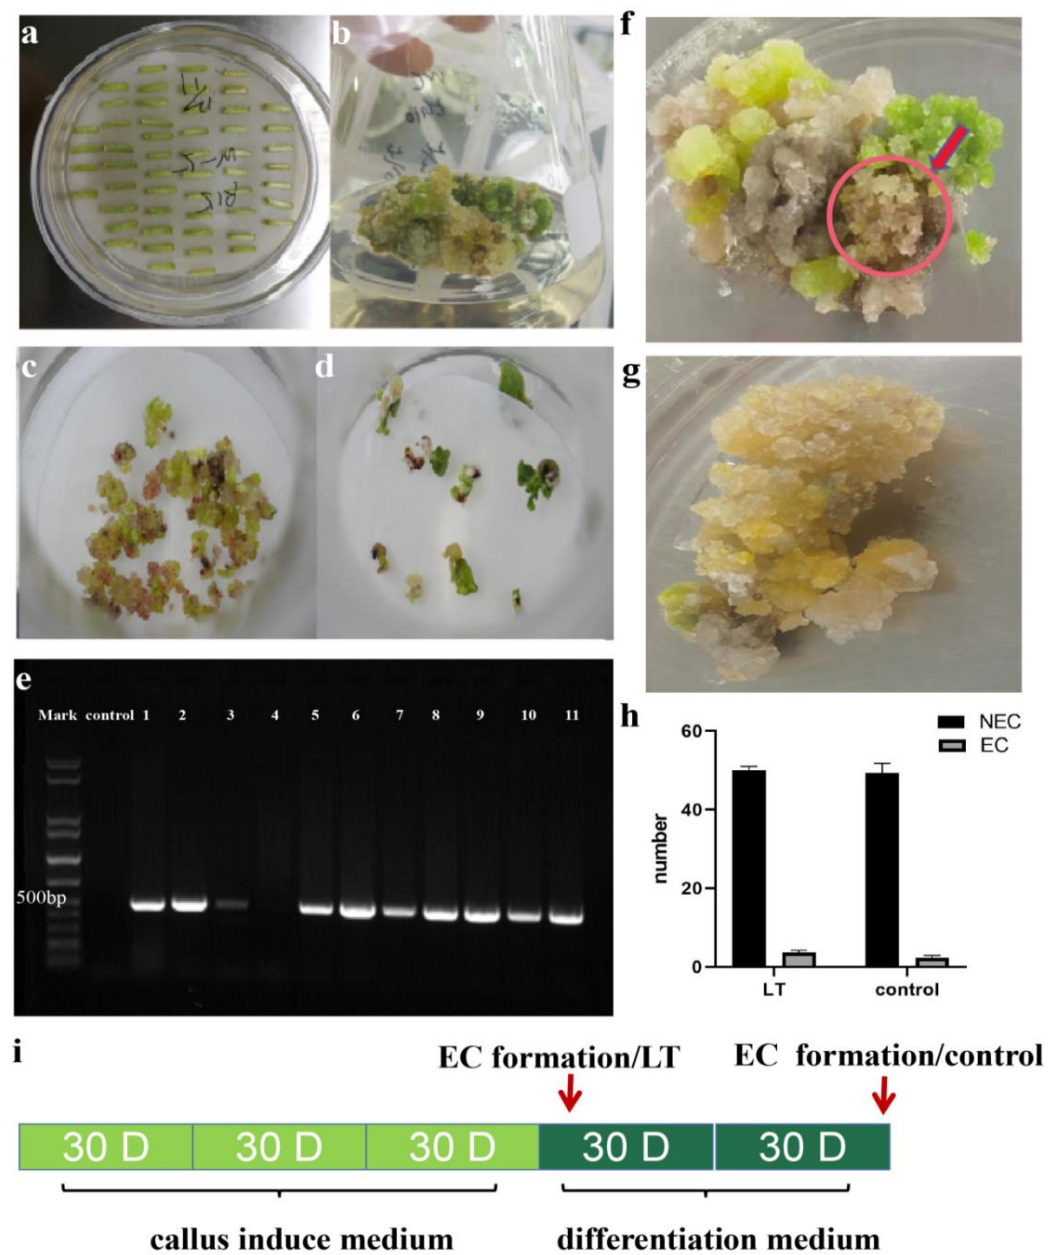 a
b
c
d
e
Mark control 1 2 3 4 5 6 7 8 9 10 11
500bp
f
g
h
NEC
EC
60
40
20
0
number
LT control
i
EC formation/LT
EC formation/control
30 D 30 D 30 D 30 D 30 D
callus induce medium
differentiation medium